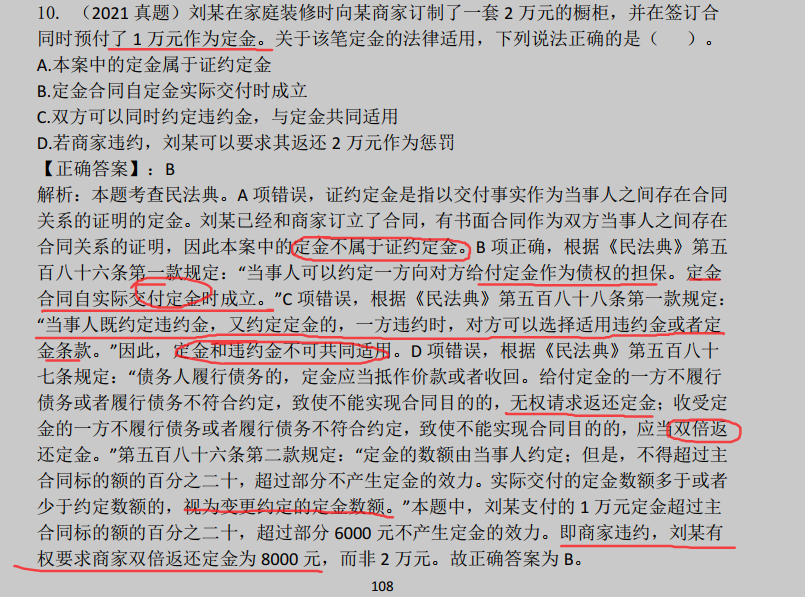 10. （2021 真题）刘某在家庭装修时向某商家订制了一套 2 万元的橱柜，并在签订合
同时预付了 1 万元作为定金。关于该笔定金的法律适用，下列说法正确的是（ ）。
A.本案中的定金属于证约定金
B.定金合同自定金实际交付时成立
C.双方可以同时约定违约金，与定金共同适用
D.若商家违约，刘某可以要求其返还 2 万元作为惩罚
【正确答案】：B
解析：本题考查民法典。A 项错误，证约定金是指以交付事实作为当事人之间存在合同
关系的证明的定金。刘某已经和商家订立了合同，有书面合同作为双方当事人之间存在
合同关系的证明，因此本案中的定金不属于证约定金。B 项正确，根据《民法典》第五
百八十六条第一款规定：“当事人可以约定一方向对方给付定金作为债权的担保。定金
合同自实际交付定金时成立。”C 项错误，根据《民法典》第五百八十八条第一款规定：
“当事人既约定违约金，又约定定金的，一方违约时，对方可以选择适用违约金或者定
金条款。”因此，定金和违约金不可共同适用。D 项错误，根据《民法典》第五百八十
七条规定：“债务人履行债务的，定金应当抵作价款或者收回。给付定金的一方不履行
债务或者履行债务不符合约定，致使不能实现合同目的的，无权请求返还定金；收受定
金的一方不履行债务或者履行债务不符合约定，致使不能实现合同目的的，应当双倍返
还定金。”第五百八十六条第二款规定：“定金的数额由当事人约定；但是，不得超过主
合同标的额的百分之二十，超过部分不产生定金的效力。实际交付的定金数额多于或者
少于约定数额的，视为变更约定的定金数额。”本题中，刘某支付的 1 万元定金超过主
合同标的额的百分之二十，超过部分 6000 元不产生定金的效力。即商家违约，刘某有
权要求商家双倍返还定金为 8000 元，而非 2 万元。故正确答案为 B。
108